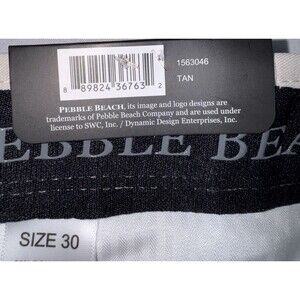 1563046
8 89824 36763 2
TAN
PEBBLE BEACH, its image and logo designs are
trademarks of Pebble Beach Company and are used under
license to SWC, Inc. / Dynamic Design Enterprises, Inc.
EBBLE BEA
SIZE 30